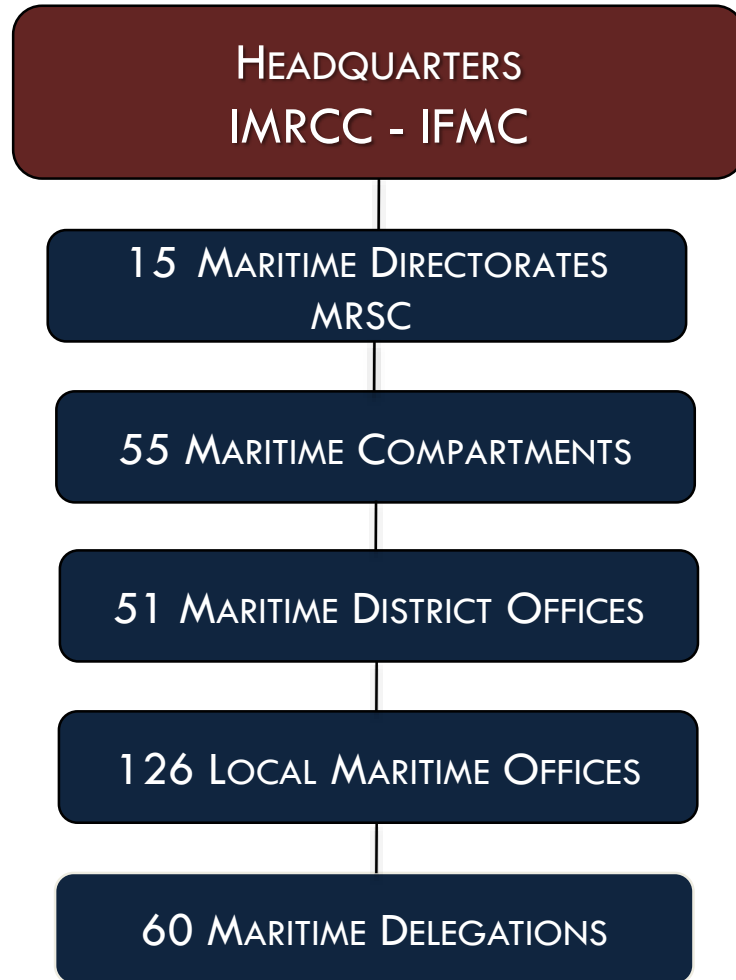 HEADQUARTERS
IMRCC - IFMC
15 MARITIME DIRECTORATES
MRSC
55 MARITIME COMPARTMENTS
51 MARITIME DISTRICT OFFICES
126 LOCAL MARITIME OFFICES
60 MARITIME DELEGATIONS